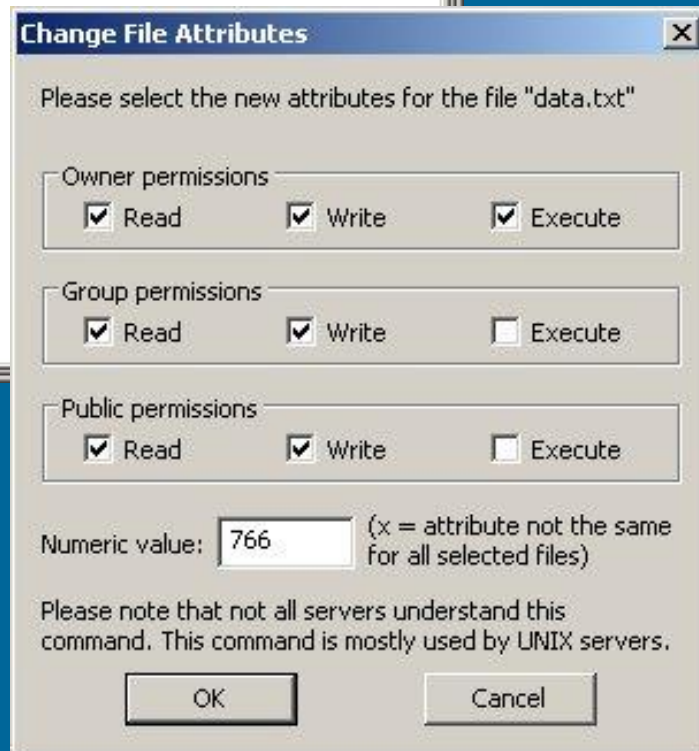 Change File Attributes
Please select the new attributes for the file "data.txt"
Owner permissions
Read Write Execute
Group permissions
Read Write Execute
Public permissions
Read Write Execute
Numeric value: 766 (x = attribute not the same
for all selected files)
Please note that not all servers understand this
command. This command is mostly used by UNIX servers.
OK Cancel